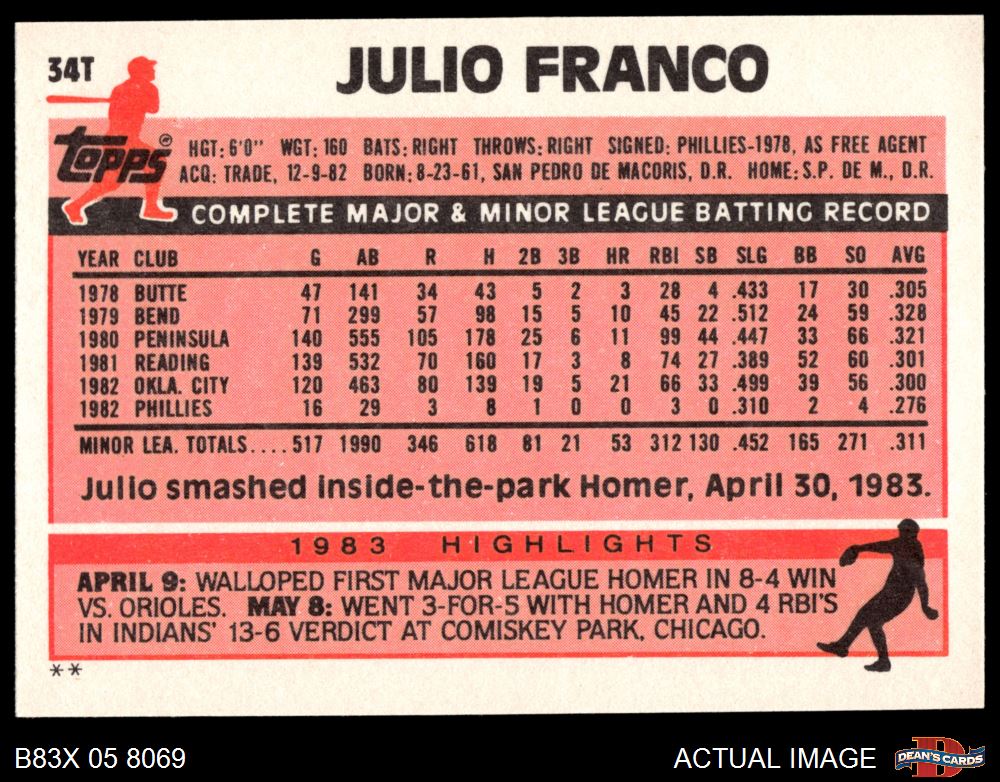 34T
JULIO FRANCO
topps
HGT: 6'0" WGT: 160 BATS: RIGHT THROWS: RIGHT SIGNED: PHILLIES-1978, AS FREE AGENT
ACQ: TRADE, 12-9-82 BORN: 8-23-61, SAN PEDRO DE MACORIS, D.R. HOME: S.P. DE M., D.R.
COMPLETE MAJOR & MINOR LEAGUE BATTING RECORD
YEAR CLUB G AB R H 2B 3B HR RBI SB SLG BB SO AVG
1978 BUTTE 47 141 34 43 5 2 3 28 4 .433 17 30 .305
1979 BEND 71 299 57 98 15 5 10 45 22 .512 24 59 .328
1980 PENINSULA 140 555 105 178 25 6 11 99 44 .447 33 66 .321
1981 READING 139 532 70 160 17 3 8 74 27 .389 52 60 .301
1982 OKLA. CITY 120 463 80 139 19 5 21 66 33 .499 39 56 .300
1982 PHILLIES 16 29 3 8 1 0 0 3 0 .310 2 4 .276
MINOR LEA. TOTALS....517 1990 346 618 81 21 53 312 130 .452 165 271 .311
Julio smashed inside-the-park Homer, April 30, 1983.
1983 HIGHLIGHTS
APRIL 9: WALLOPED FIRST MAJOR LEAGUE HOMER IN 8-4 WIN
VS. ORIOLES. MAY 8: WENT 3-FOR-5 WITH HOMER AND 4 RBI'S
IN INDIANS' 13-6 VERDICT AT COMISKEY PARK, CHICAGO.
**
B83X 05 8069
ACTUAL IMAGE
D
DEAN'S CARDS